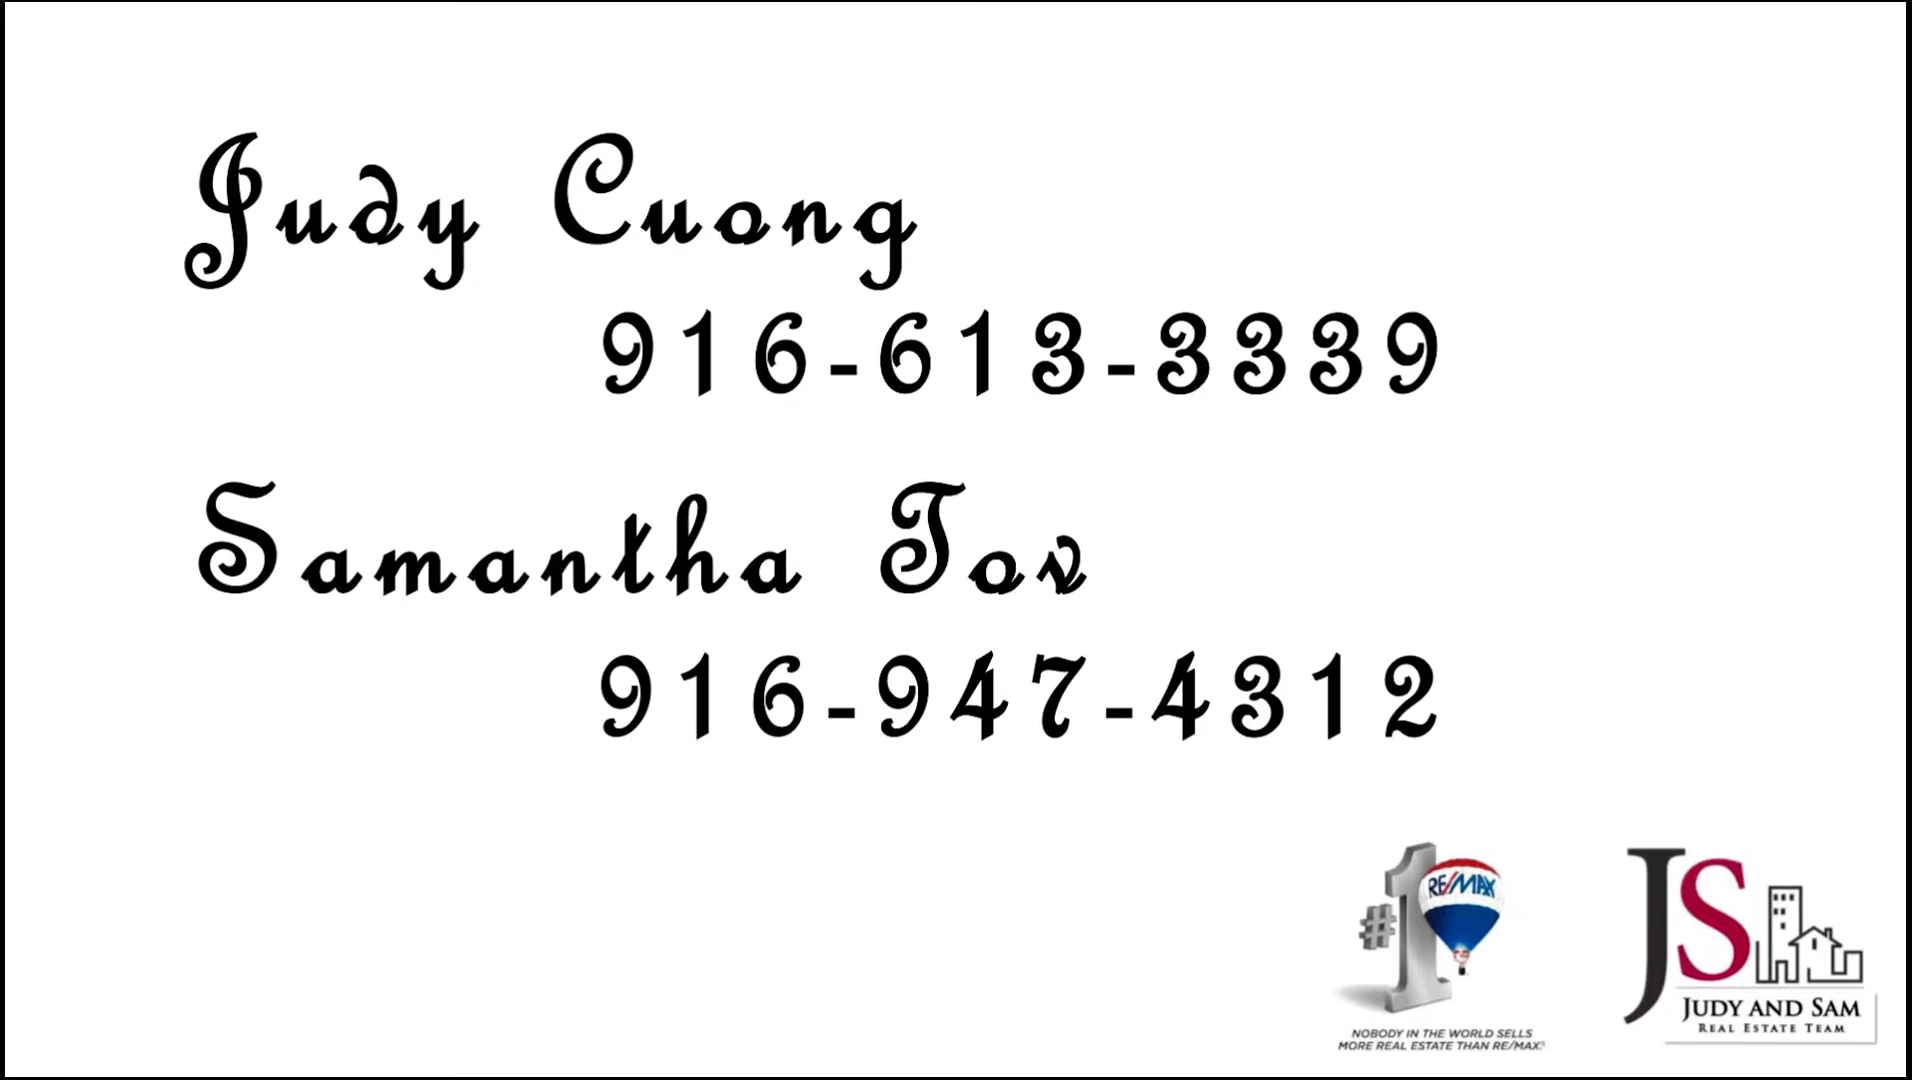 Judy Cuong
916-613-3339
Samantha Tov
916-947-4312
#1
RE/MAX
NOBODY IN THE WORLD SELLS
MORE REAL ESTATE THAN RE/MAX.
JS
JUDY AND SAM
REAL ESTATE TEAM